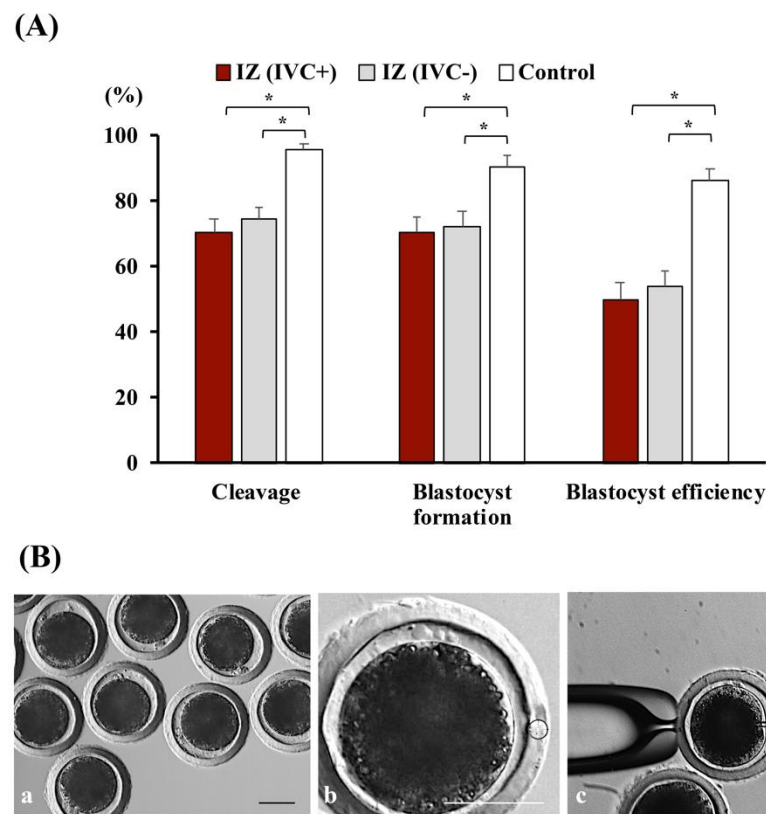 (A)
IZ (IVC+) IZ (IVC-) Control
(%)
* * *
* * *
100
80
60
40
20
0
Cleavage Blastocyst formation Blastocyst efficiency
(B)
a b c